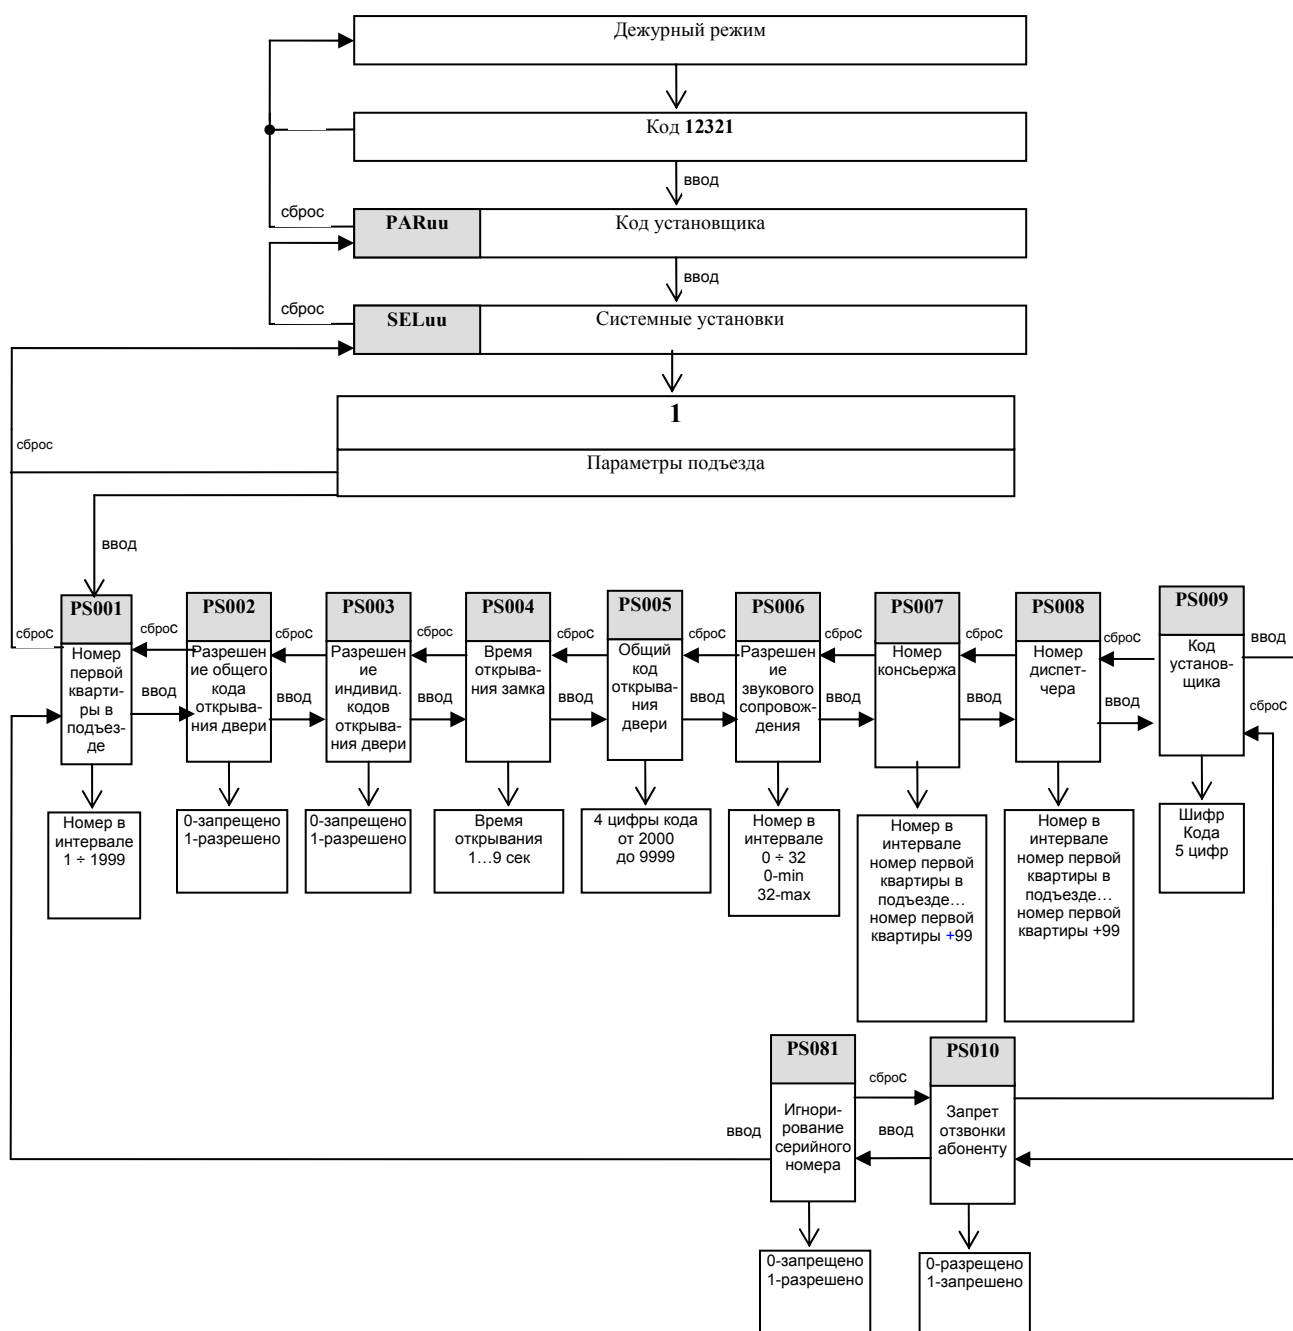 Дежурный режим
Код 12321
ввод
сброс
PARuu
Код установщика
ввод
сброс
SELuu
Системные установки
1
сброс
Параметры подъезда
ввод
PS001
PS002
PS003
PS004
PS005
PS006
PS007
PS008
PS009
сброС
сброС
сброС
сброс
сброС
сброС
сброС
сброС
сброС
ввод
Номер
первой
кварти-
ры в
подъез-
де
ввод
Разрешен
ие общего
кода
открыва-
ния двери
ввод
Разрешен
ие
индивид.
кодов
открыва-
ния двери
ввод
Время
открыва-
ния замка
ввод
Общий
код
открыва-
ния
двери
ввод
Разрешен
ие
звукового
сопровож-
дения
ввод
Номер
консьержа
ввод
Номер
диспет-
чера
ввод
Код
установ-
щика
сброС
Номер в
интервале
1 ÷ 1999
0-запрещено
1-разрешено
0-запрещено
1-разрешено
Время
открывания
1…9 сек
4 цифры кода
от 2000
до 9999
Номер в
интервале
0 ÷ 32
0-min
32-max
Номер в
интервале
номер первой
квартиры в
подъезде…
номер первой
квартиры +99
Номер в
интервале
номер первой
квартиры в
подъезде…
номер первой
квартиры +99
Шифр
Кода
5 цифр
PS081
PS010
сброС
ввод
Игнори-
рование
серийного
номера
ввод
Запрет
отзвонки
абоненту
0-запрещено
1-разрешено
0-разрещено
1-запрешено